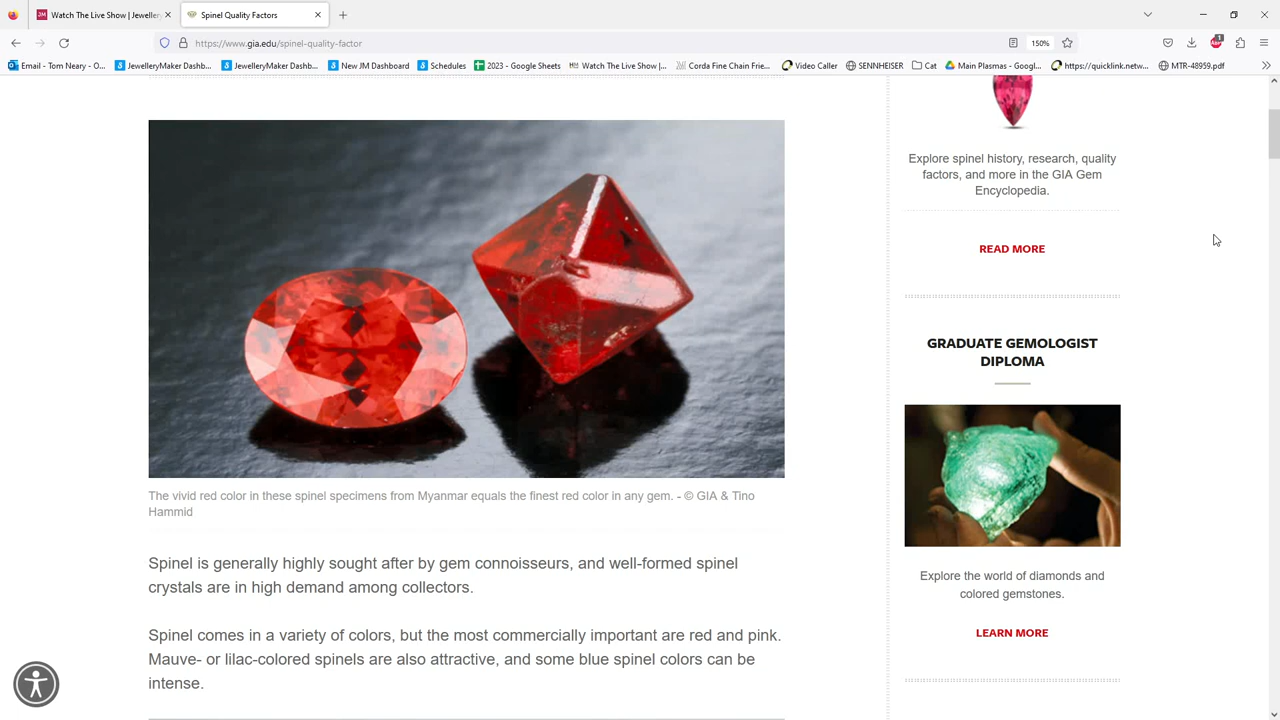 Watch The Live Show | Jeweller
Spinel Quality Factors
https://www.gia.edu/spinel-quality-factor
150%
1
Email - Tom Neary - O...
JewelleryMaker Dashb...
JewelleryMaker Dashb...
New JM Dashboard
Schedules
2023 - Google Sheets
Watch The Live Show |...
Corda Fine Chain Frie...
Video Caller
SENNHEISER
Cat
Main Plasmas - Googl...
https://quicklink.netw...
MTR-48959.pdf
The vivid red color in these spinel specimens from Myanmar equals the finest red color in any gem. - © GIA & Tino
Hammid
Spinel is generally highly sought after by gem connoisseurs, and well-formed spinel
crystals are in high demand among collectors.
Spinel comes in a variety of colors, but the most commercially important are red and pink.
Mauve- or lilac-colored spinels are also attractive, and some blue spinel colors can be
intense.
Explore spinel history, research, quality
factors, and more in the GIA Gem
Encyclopedia.
READ MORE
GRADUATE GEMOLOGIST
DIPLOMA
Explore the world of diamonds and
colored gemstones.
LEARN MORE